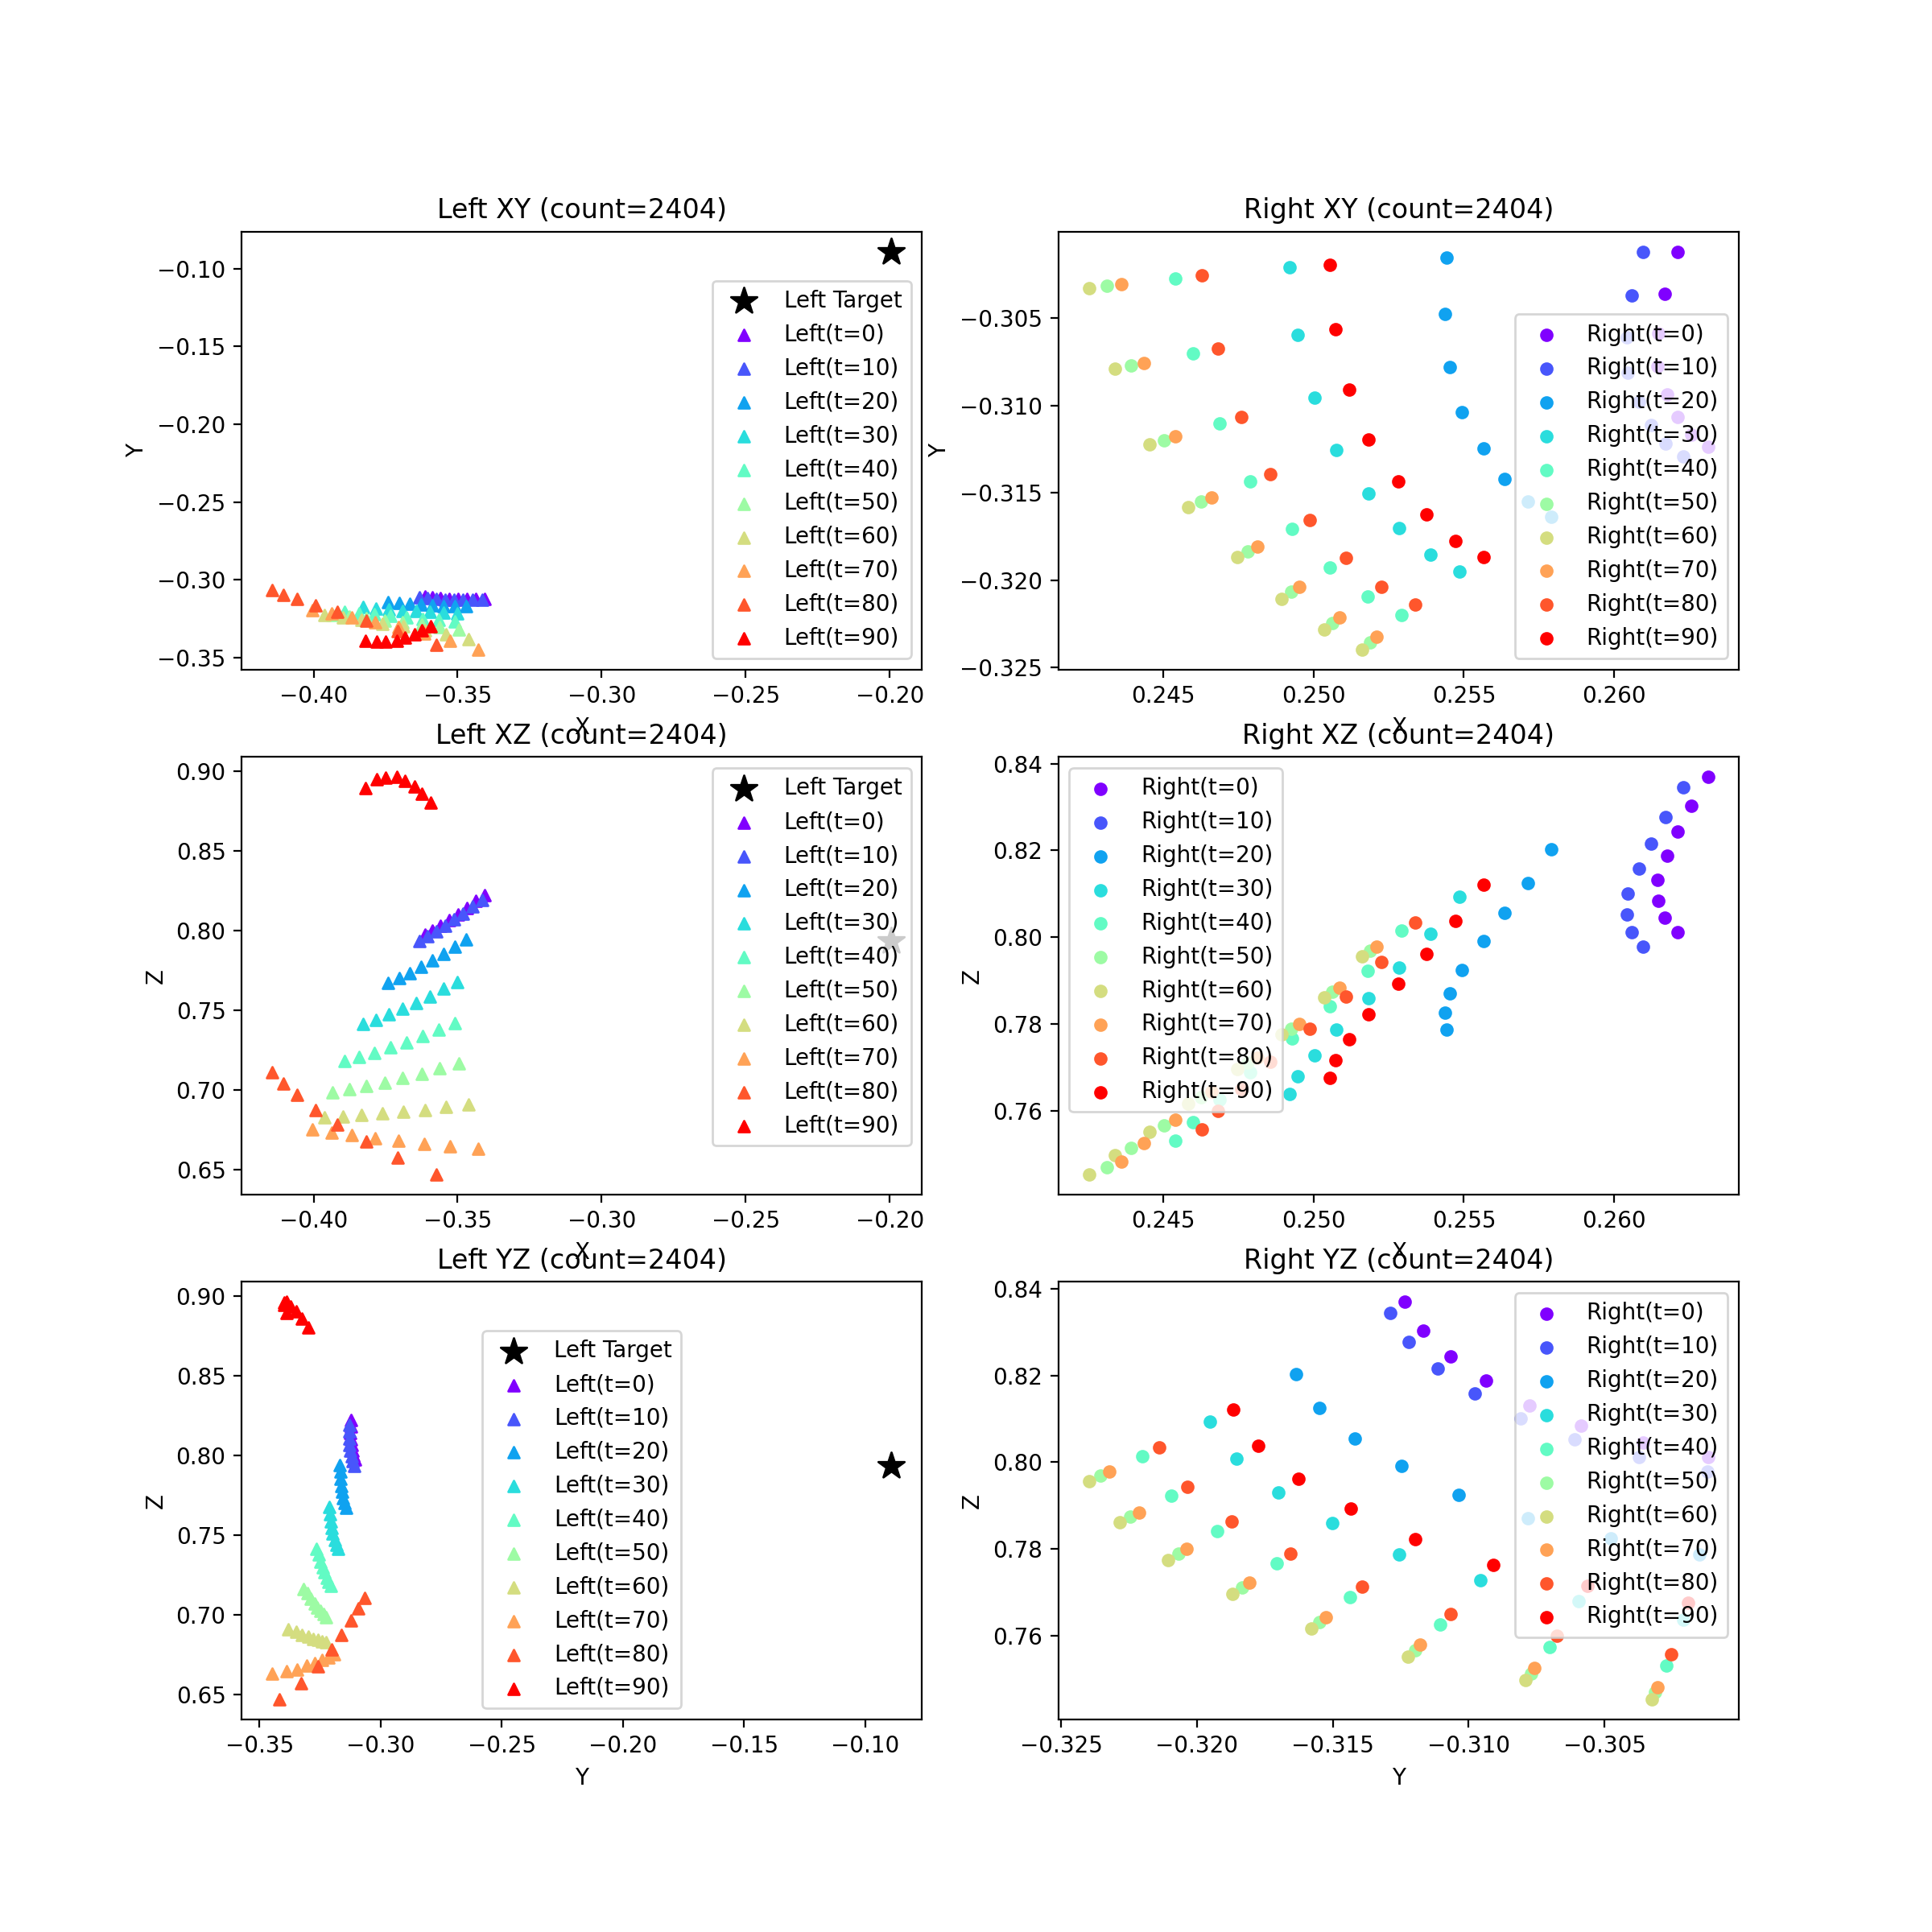 Left XY (count=2404)
Y
−0.10
−0.15
−0.20
−0.25
−0.30
−0.35
Left Target
Left(t=0)
Left(t=10)
Left(t=20)
Left(t=30)
Left(t=40)
Left(t=50)
Left(t=60)
Left(t=70)
Left(t=80)
Left(t=90)
−0.40
−0.35
−0.30
−0.25
−0.20
X
Right XY (count=2404)
Y
−0.305
−0.310
−0.315
−0.320
−0.325
Right(t=0)
Right(t=10)
Right(t=20)
Right(t=30)
Right(t=40)
Right(t=50)
Right(t=60)
Right(t=70)
Right(t=80)
Right(t=90)
0.245
0.250
0.255
0.260
X
Left XZ (count=2404)
Z
0.90
0.85
0.80
0.75
0.70
0.65
Left Target
Left(t=0)
Left(t=10)
Left(t=20)
Left(t=30)
Left(t=40)
Left(t=50)
Left(t=60)
Left(t=70)
Left(t=80)
Left(t=90)
−0.40
−0.35
−0.30
−0.25
−0.20
X
Right XZ (count=2404)
Z
0.84
0.82
0.80
0.78
0.76
Right(t=0)
Right(t=10)
Right(t=20)
Right(t=30)
Right(t=40)
Right(t=50)
Right(t=60)
Right(t=70)
Right(t=80)
Right(t=90)
0.245
0.250
0.255
0.260
X
Left YZ (count=2404)
Z
0.90
0.85
0.80
0.75
0.70
0.65
Left Target
Left(t=0)
Left(t=10)
Left(t=20)
Left(t=30)
Left(t=40)
Left(t=50)
Left(t=60)
Left(t=70)
Left(t=80)
Left(t=90)
−0.35
−0.30
−0.25
−0.20
−0.15
−0.10
Y
Right YZ (count=2404)
Z
0.84
0.82
0.80
0.78
0.76
Right(t=0)
Right(t=10)
Right(t=20)
Right(t=30)
Right(t=40)
Right(t=50)
Right(t=60)
Right(t=70)
Right(t=80)
Right(t=90)
−0.325
−0.320
−0.315
−0.310
−0.305
Y